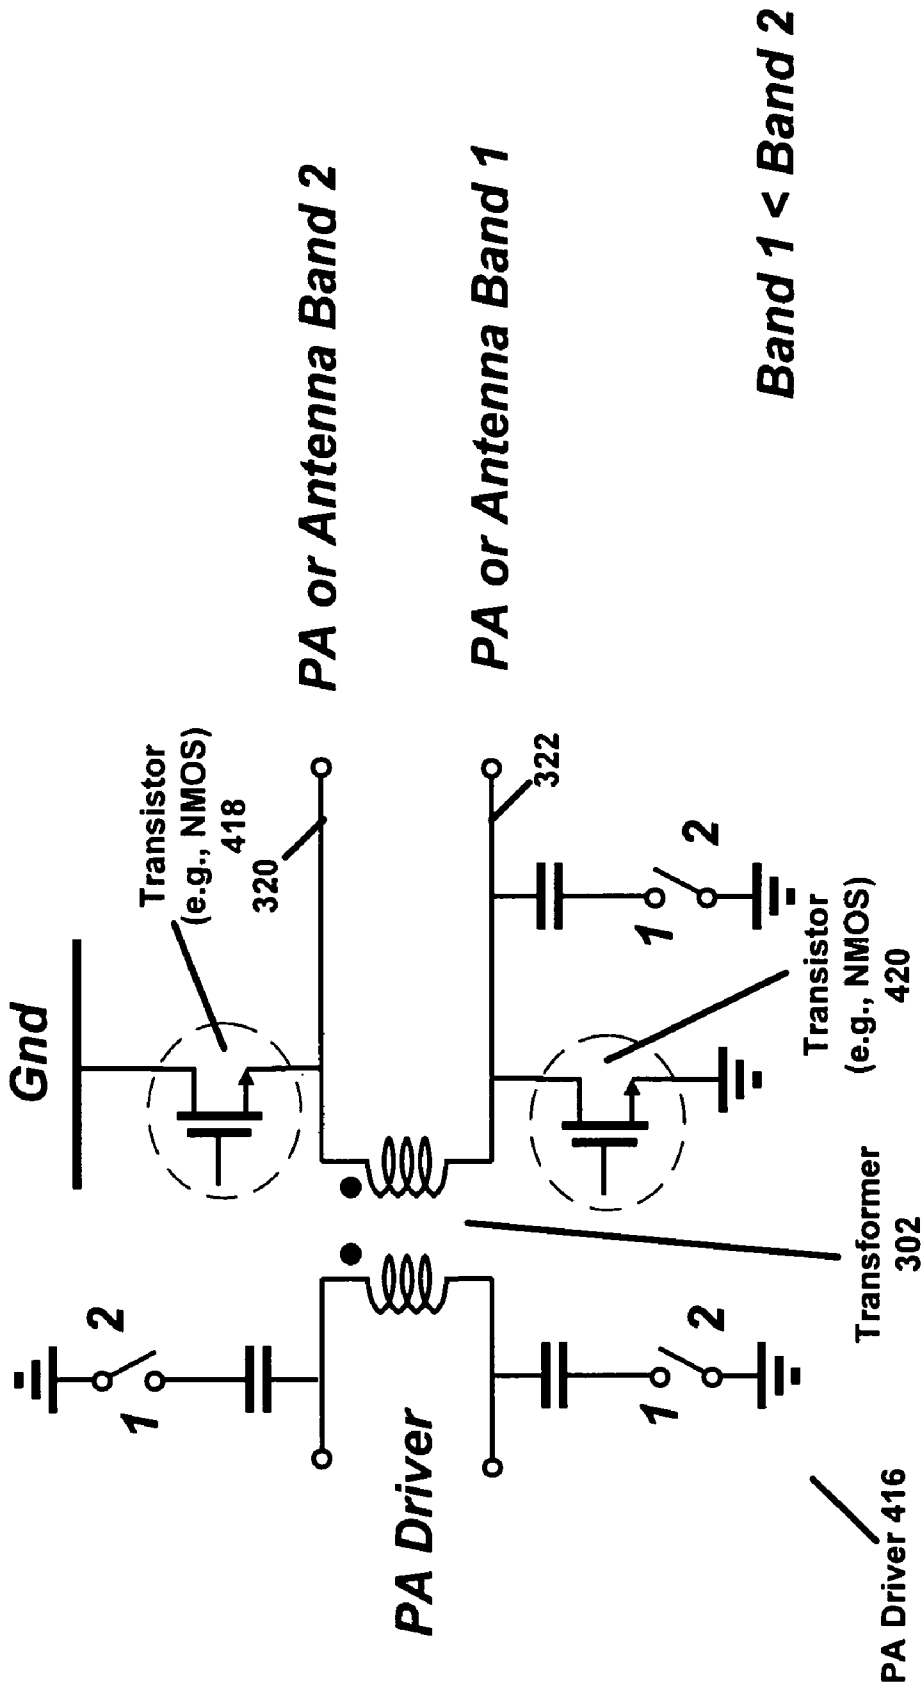 Gnd
Transistor
(e.g., NMOS)
418
320
PA or Antenna Band 2
2
1
PA Driver
PA or Antenna Band 1
322
1
2
1
2
Transistor
(e.g., NMOS)
420
Transformer
302
PA Driver 416
Band 1 < Band 2